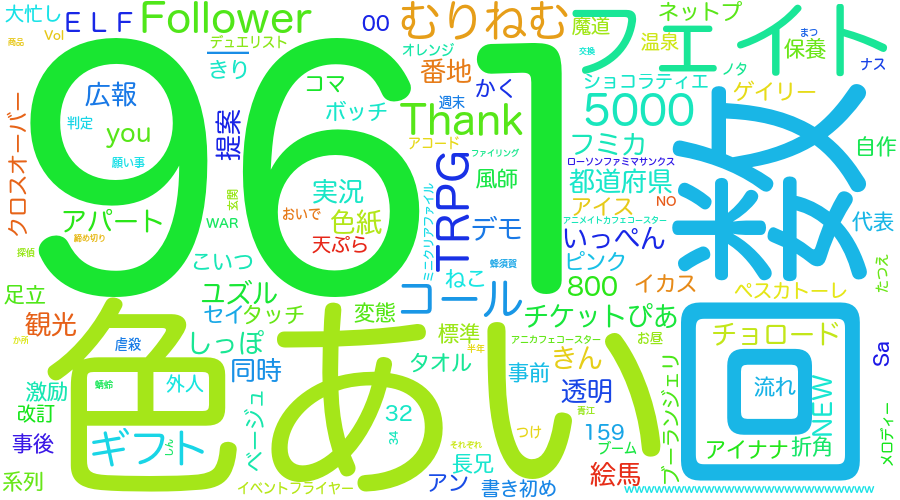 大忙し
ELF
Follower
00
むりねむ
魔道
ネットプ
フェイト
商品
Vol
デュエリスト
オレンジ
温泉
まつ
保養
ナス
961
きり
コマ
番地
交換
ノタ
ショコラティエ
広報
ボッチ
週末
かく
5000
ゲイリー
数
クロスオーバー
判定
you
提案
Thank
アコード
フミカ
自作
願い事
ファイリング
ローソンファミマサンクス
実況
風師
都道府県
玄関
おいで
色紙
TRPG
アイス
NO
アパート
WAR
天ぷら
デモ
アニメイトカフェコースター
代表
締め切り
いっぺん
探偵
こいつ
ミニクリアファイル
蜂須賀
ピンク
ねこ
イカス
たつえ
足立
ユズル
コール
800
ペスカトーレ
観光
セイ
タッチ
変態
チケットぴあ
色あい
回
か所
虐殺
しっぽ
標準
アニカフェコースター
お昼
チョロード
半年
きん
Sa
同時
タオル
事前
激励
蜻蛉
外人
透明
ブーランジェリ
流れ
NEW
改訂
ベージュ
32
青江
事後
ギフト
しん
34
つけ
159
ブーム
アイナナ
折角
メロディー
それぞれ
系列
イベントフライヤー
長兄
アン
書き初め
絵馬
wwwwwwwwwwwwwwwwwwwwww